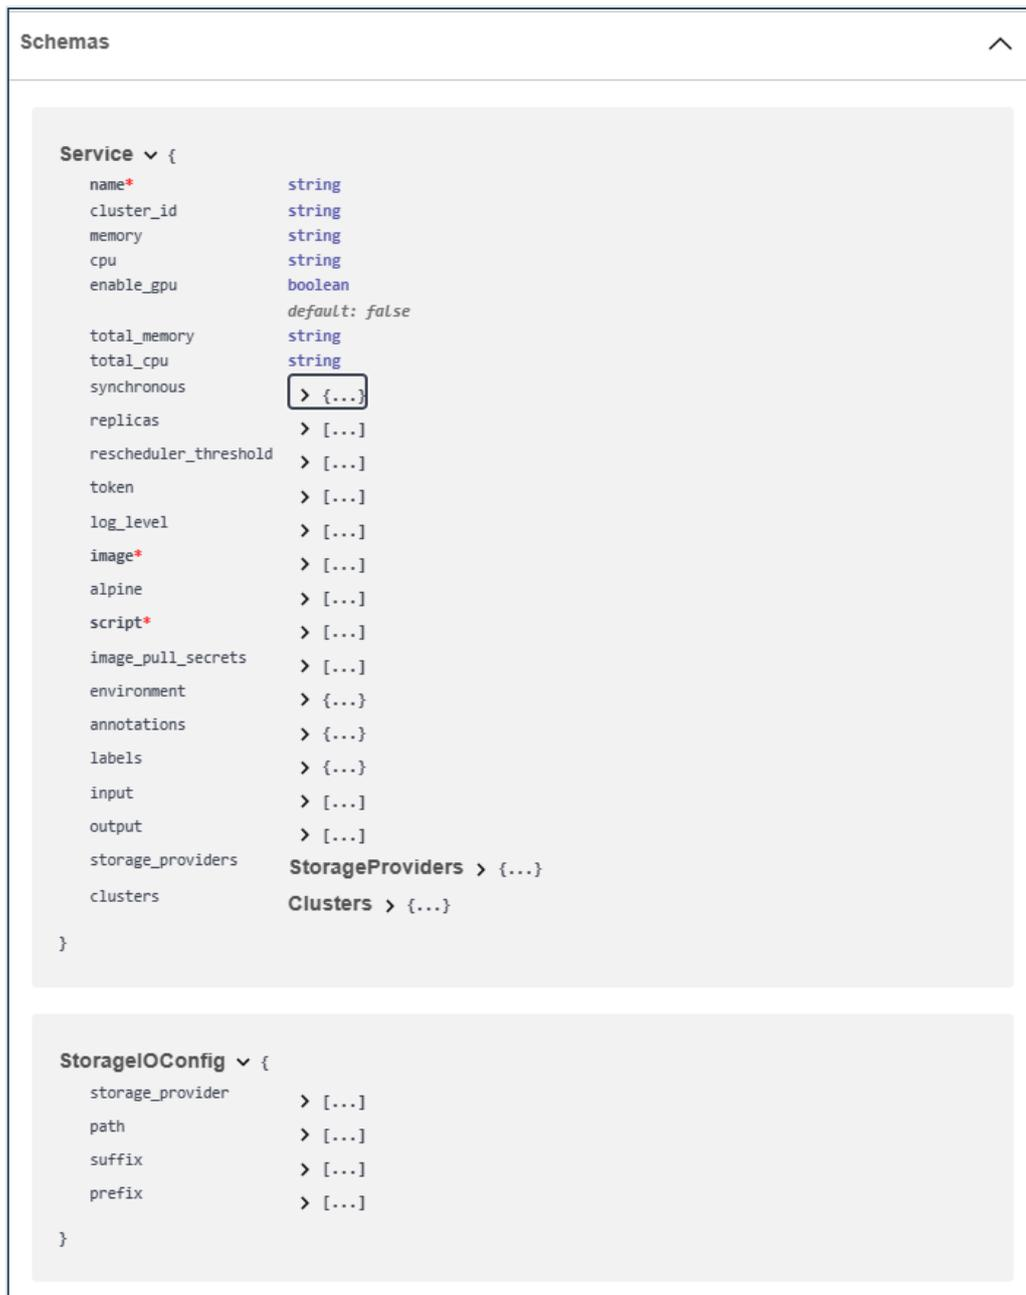 Schemas
Service {
name* string
cluster_id string
memory string
cpu string
enable_gpu boolean
default: false
total_memory string
total_cpu string
synchronous {...}
replicas [...]
rescheduler_threshold [...]
token [...]
log_level [...]
image* [...]
alpine [...]
script* [...]
image_pull_secrets [...]
environment {...}
annotations {...}
labels {...}
input [...]
output [...]
storage_providers StorageProviders {...}
clusters Clusters {...}
}
StorageIOConfig {
storage_provider [...]
path [...]
suffix [...]
prefix [...]
}